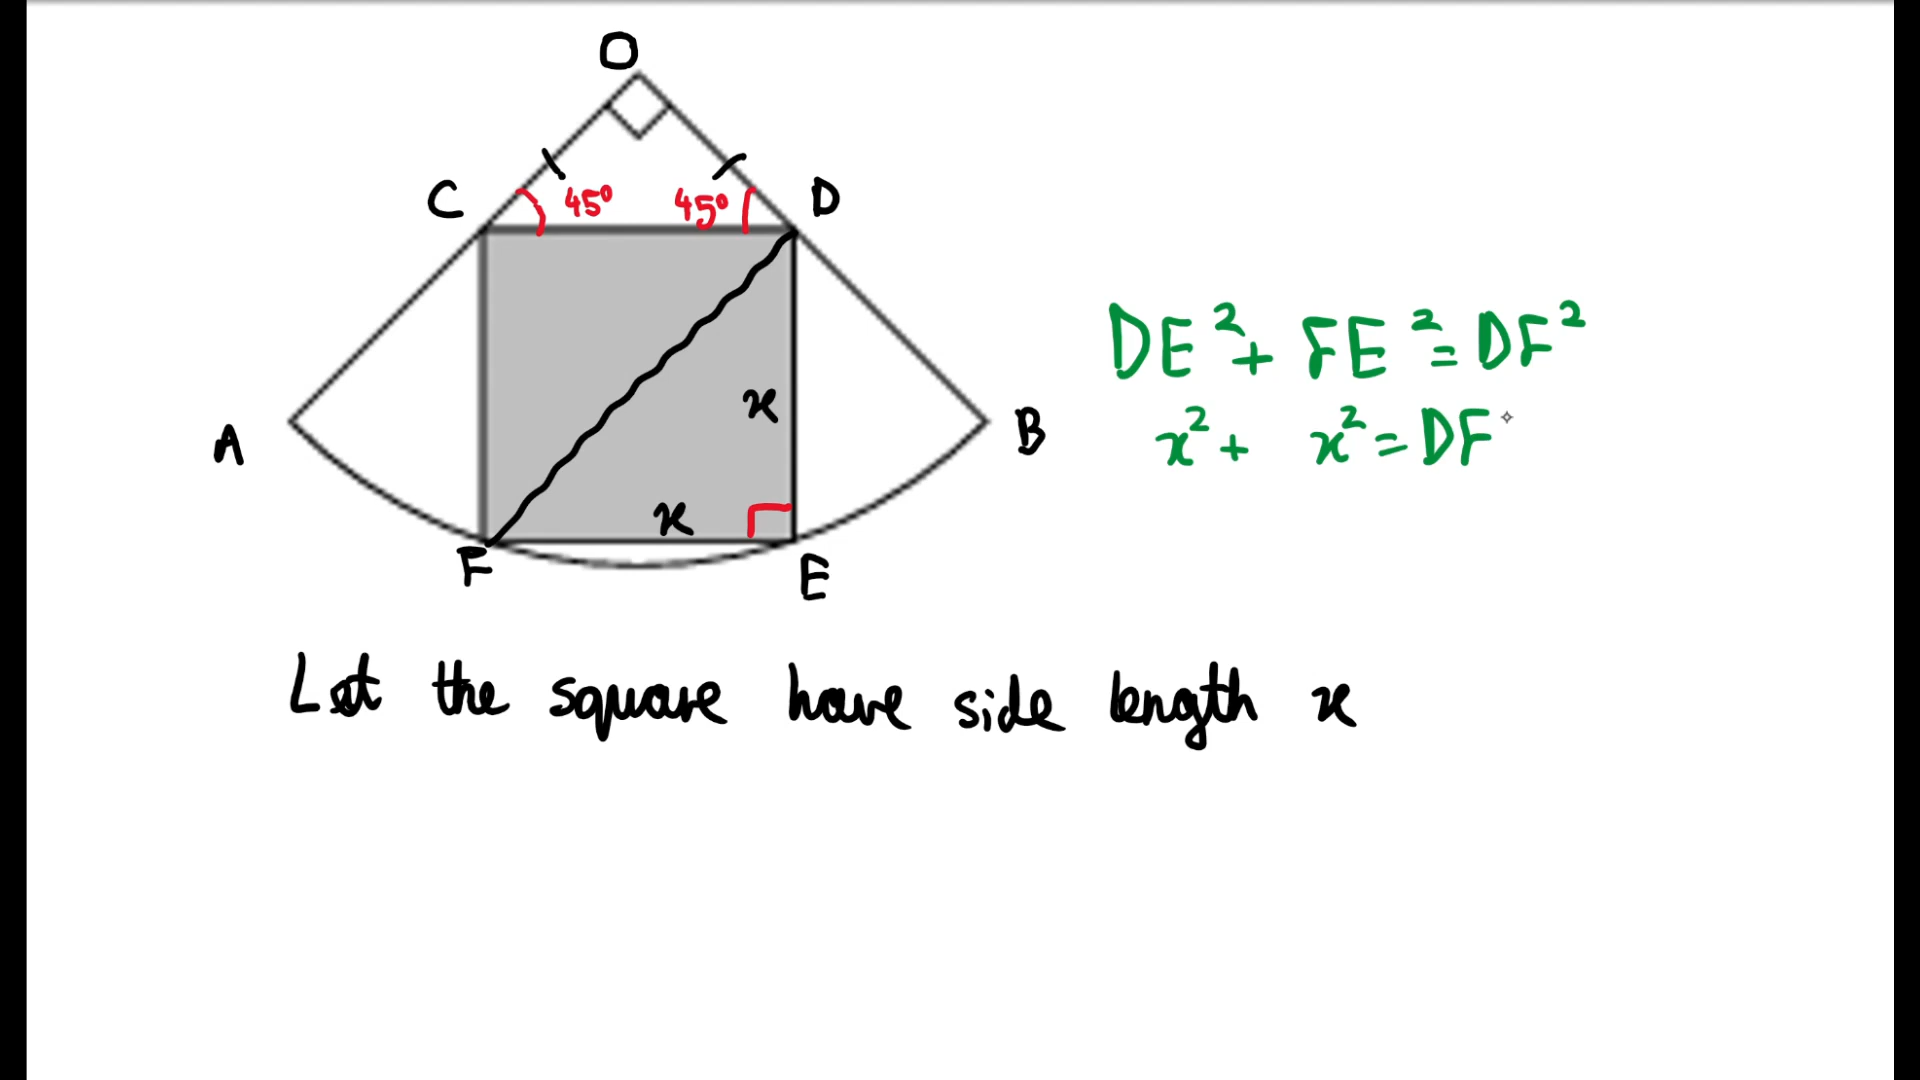 O
C 45° 45° D
x
A B
x
F E
DE² + FE² = DF²
x² + x² = DF
Let the square have side length x